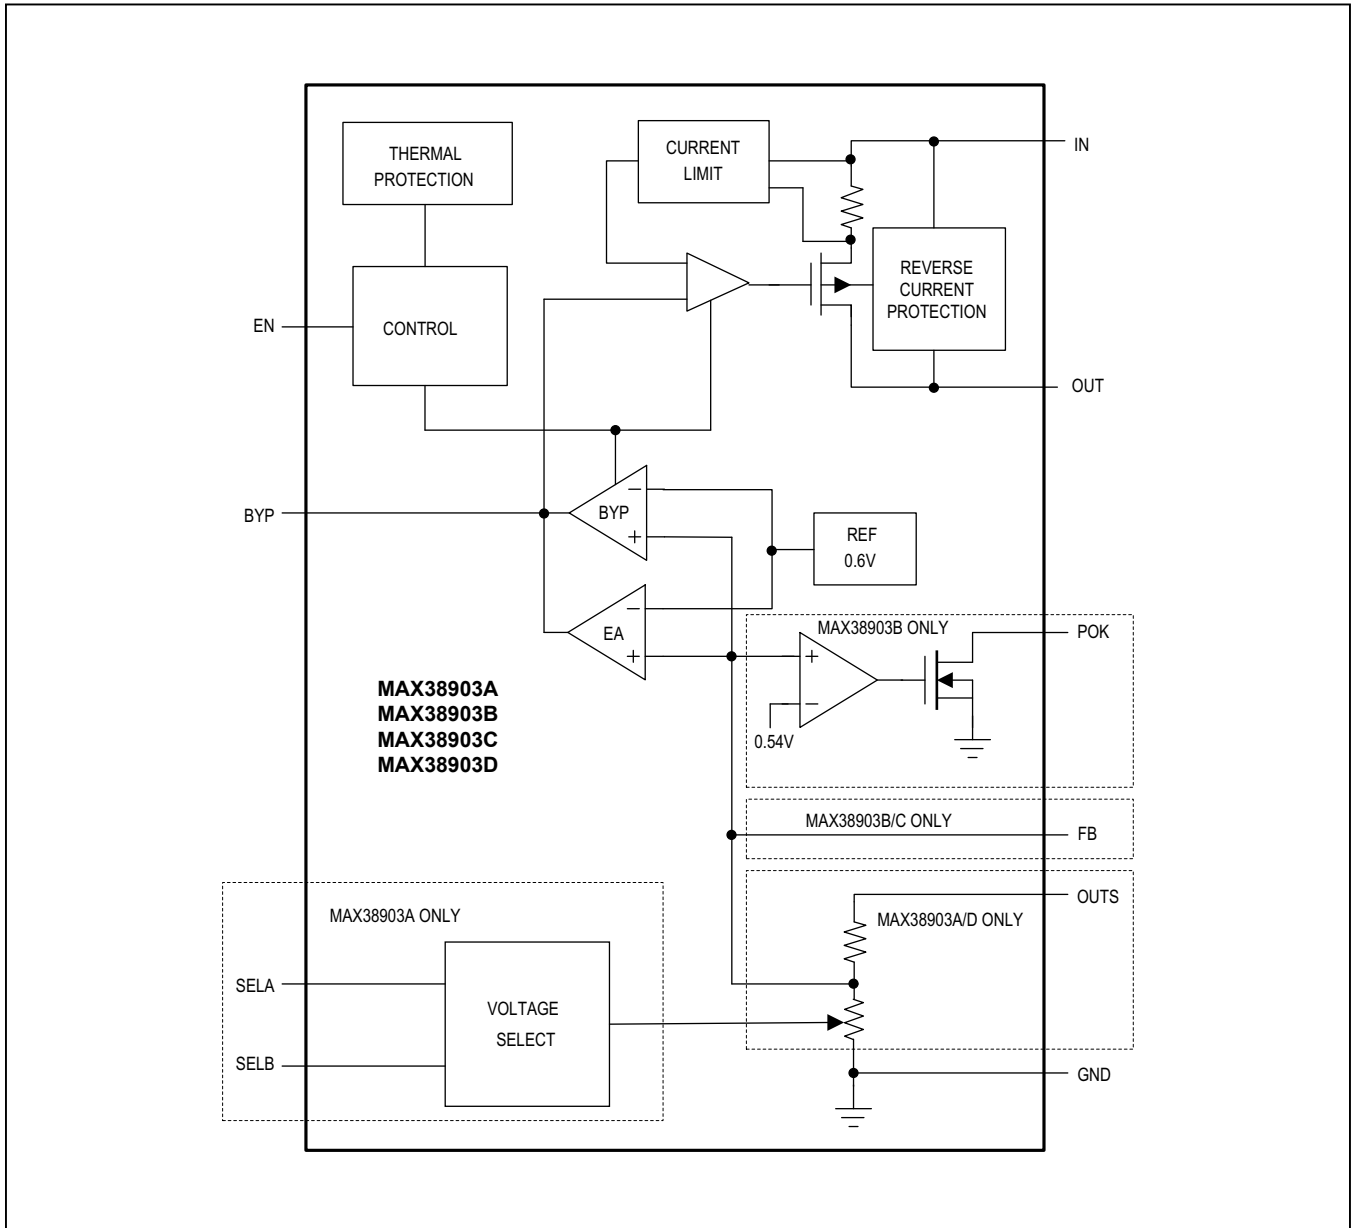 THERMAL
PROTECTION
CURRENT
LIMIT
IN
REVERSE
CURRENT
PROTECTION
EN
CONTROL
OUT
BYP
−
BYP
+
REF
0.6V
−
EA
+
MAX38903B ONLY
POK
+
−
0.54V
MAX38903A
MAX38903B
MAX38903C
MAX38903D
MAX38903B/C ONLY
FB
OUTS
MAX38903A/D ONLY
MAX38903A ONLY
SELA
VOLTAGE
SELECT
SELB
GND